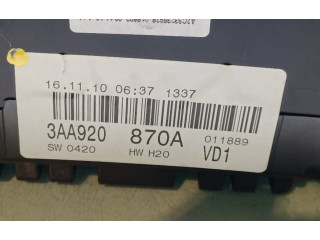 16.11.10 06:37 1337
3AA920 870A 011889
SW 0420 HW H20 VD1